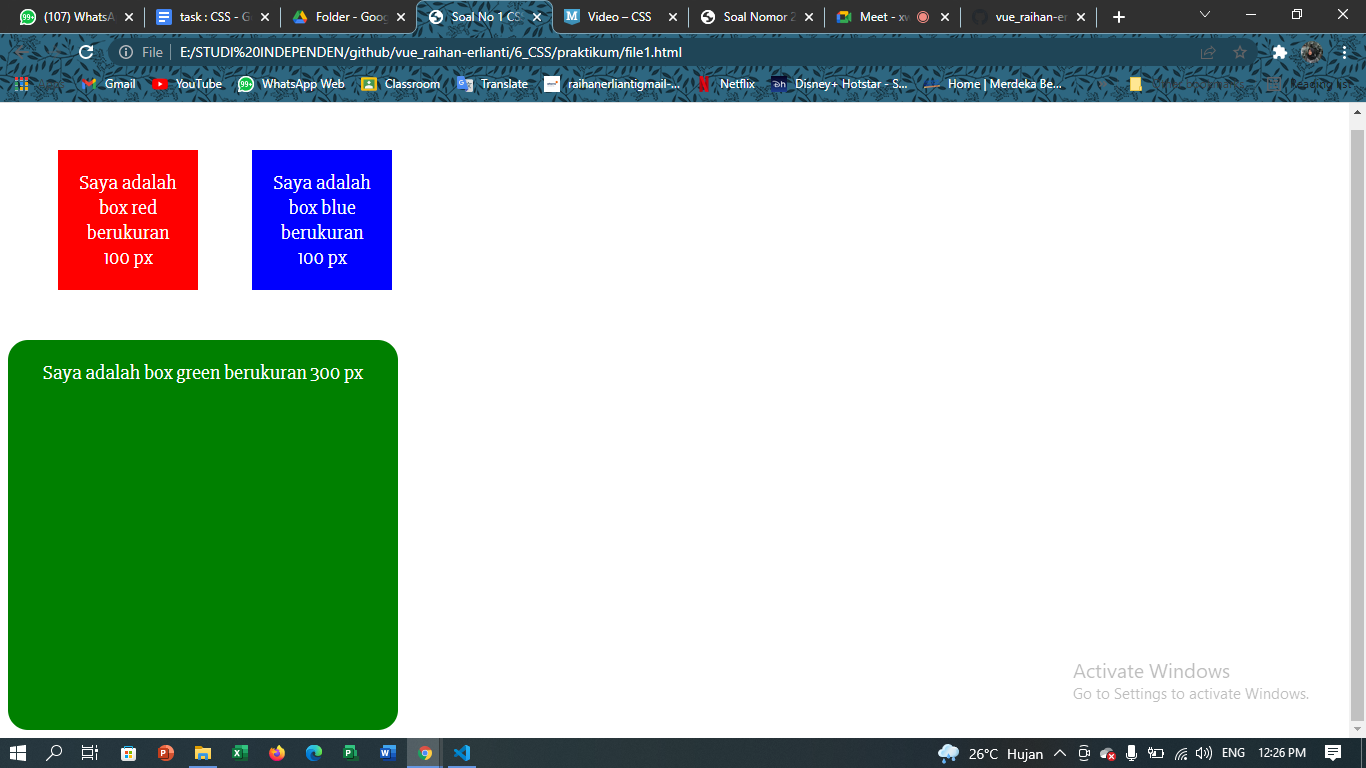 (107) WhatsA
task : CSS - G
Folder - Goog
Soal No 1 CS
Video – CSS
Soal Nomor 2
Meet - xw
vue_raihan-er
File
E:/STUDI%20INDEPENDEN/github/vue_raihan-erlianti/6_CSS/praktikum/file1.html
Gmail
YouTube
99+
WhatsApp Web
Classroom
Translate
raihanerliantigmail-...
Netflix
Disney+ Hotstar - S...
Home | Merdeka Be...
Saya adalah
box red
berukuran
100 px
Saya adalah
box blue
berukuran
100 px
Saya adalah box green berukuran 300 px
Activate Windows
Go to Settings to activate Windows.
26°C Hujan
ENG
12:26 PM